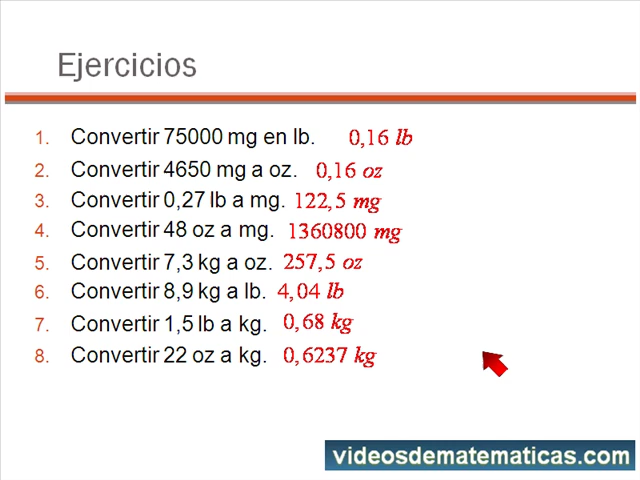 Ejercicios
1. Convertir 75000 mg en lb. 0,16 lb
2. Convertir 4650 mg a oz. 0,16 oz
3. Convertir 0,27 lb a mg. 122,5 mg
4. Convertir 48 oz a mg. 1360800 mg
5. Convertir 7,3 kg a oz. 257,5 oz
6. Convertir 8,9 kg a lb. 4,04 lb
7. Convertir 1,5 lb a kg. 0,68 kg
8. Convertir 22 oz a kg. 0,6237 kg
videosdematematicas.com